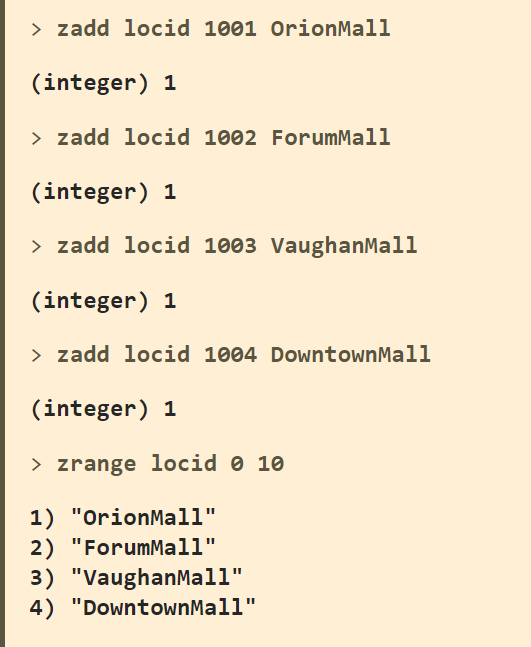 > zadd locid 1001 OrionMall
(integer) 1
> zadd locid 1002 ForumMall
(integer) 1
> zadd locid 1003 VaughanMall
(integer) 1
> zadd locid 1004 DowntownMall
(integer) 1
> zrange locid 0 10
1) "OrionMall"
2) "ForumMall"
3) "VaughanMall"
4) "DowntownMall"